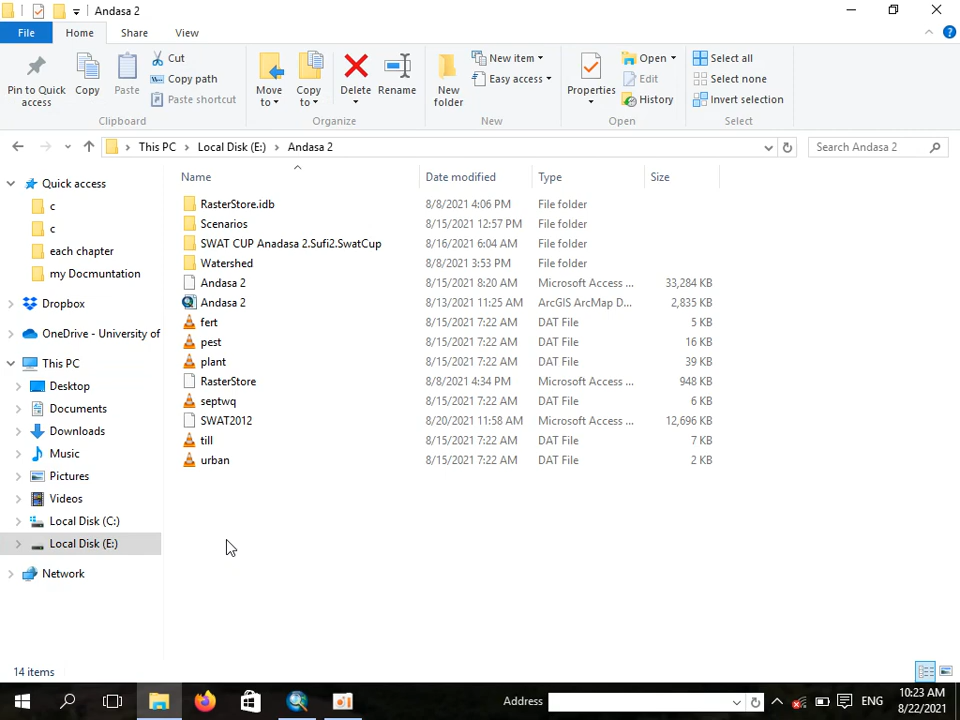 Andasa 2
File Home Share View
Pin to Quick access
Copy
Paste
Cut
Copy path
Paste shortcut
Clipboard
Move to
Copy to
Delete
Rename
Organize
New folder
New item
Easy access
New
Properties
Open
Edit
History
Open
Select all
Select none
Invert selection
Select
This PC > Local Disk (E:) > Andasa 2
Search Andasa 2
Quick access
c
c
each chapter
my Docmuntation
Dropbox
OneDrive - University of
This PC
Desktop
Documents
Downloads
Music
Pictures
Videos
Local Disk (C:)
Local Disk (E:)
Network
Name Date modified Type Size
RasterStore.idb 8/8/2021 4:06 PM File folder
Scenarios 8/15/2021 12:57 PM File folder
SWAT CUP Anadasa 2.Sufi2.SwatCup 8/16/2021 6:04 AM File folder
Watershed 8/8/2021 3:53 PM File folder
Andasa 2 8/15/2021 8:20 AM Microsoft Access ... 33,284 KB
Andasa 2 8/13/2021 11:25 AM ArcGIS ArcMap D... 2,835 KB
fert 8/15/2021 7:22 AM DAT File 5 KB
pest 8/15/2021 7:22 AM DAT File 16 KB
plant 8/15/2021 7:22 AM DAT File 39 KB
RasterStore 8/8/2021 4:34 PM Microsoft Access ... 948 KB
septwq 8/15/2021 7:22 AM DAT File 6 KB
SWAT2012 8/20/2021 11:58 AM Microsoft Access ... 12,696 KB
till 8/15/2021 7:22 AM DAT File 7 KB
urban 8/15/2021 7:22 AM DAT File 2 KB
14 items
Address
ENG
10:23 AM
8/22/2021